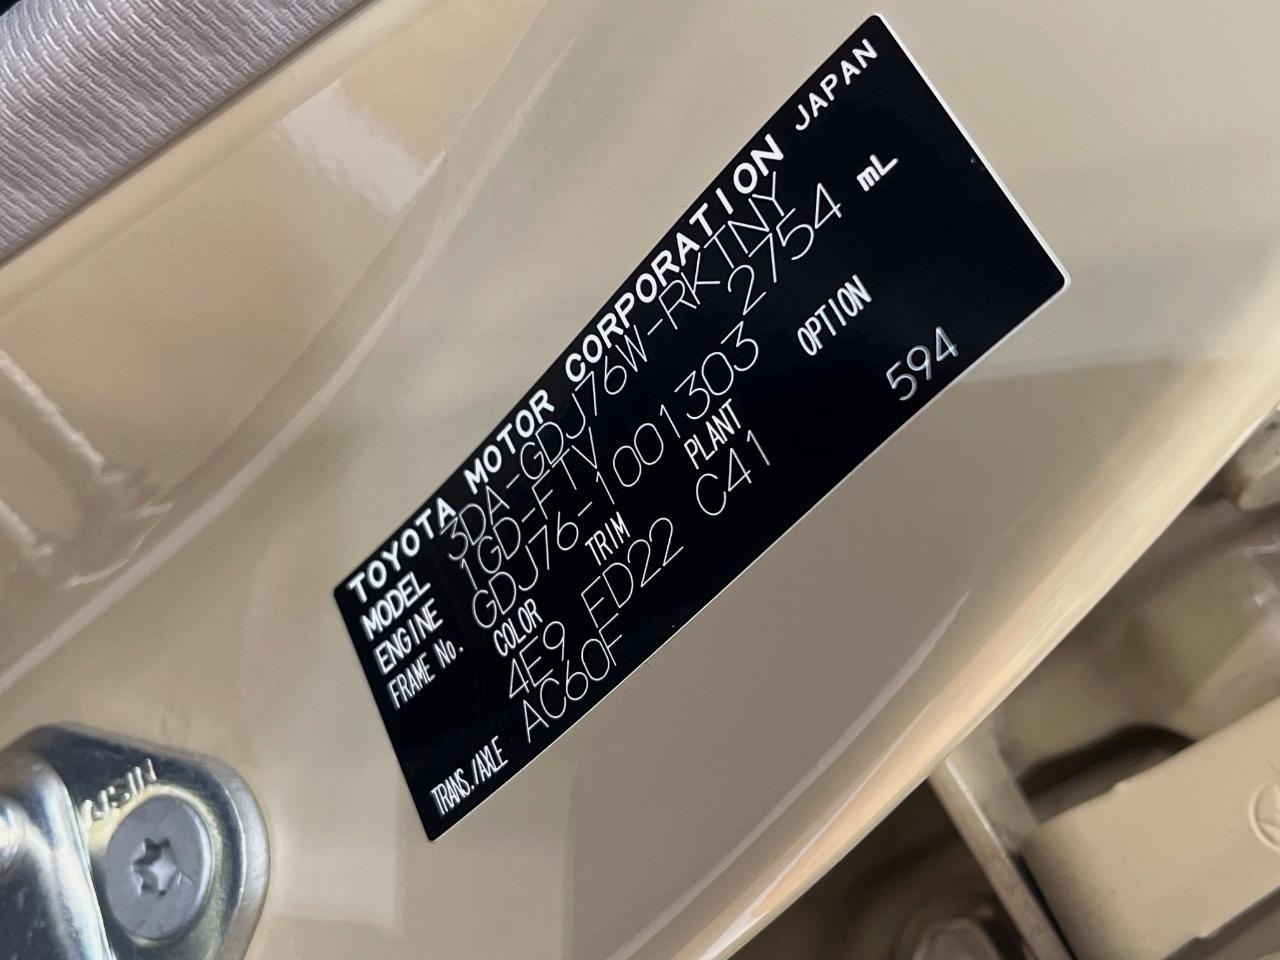 TOYOTA MOTOR CORPORATION JAPAN
MODEL 3DA-GDJ76W-RKTNY
ENGINE 1GD-FTV 2754 mL
FRAME No. GDJ76-1001303
COLOR TRIM PLANT OPTION
4E9 ED22 C41 594
TRANS./AXLE AC60F
AISIN